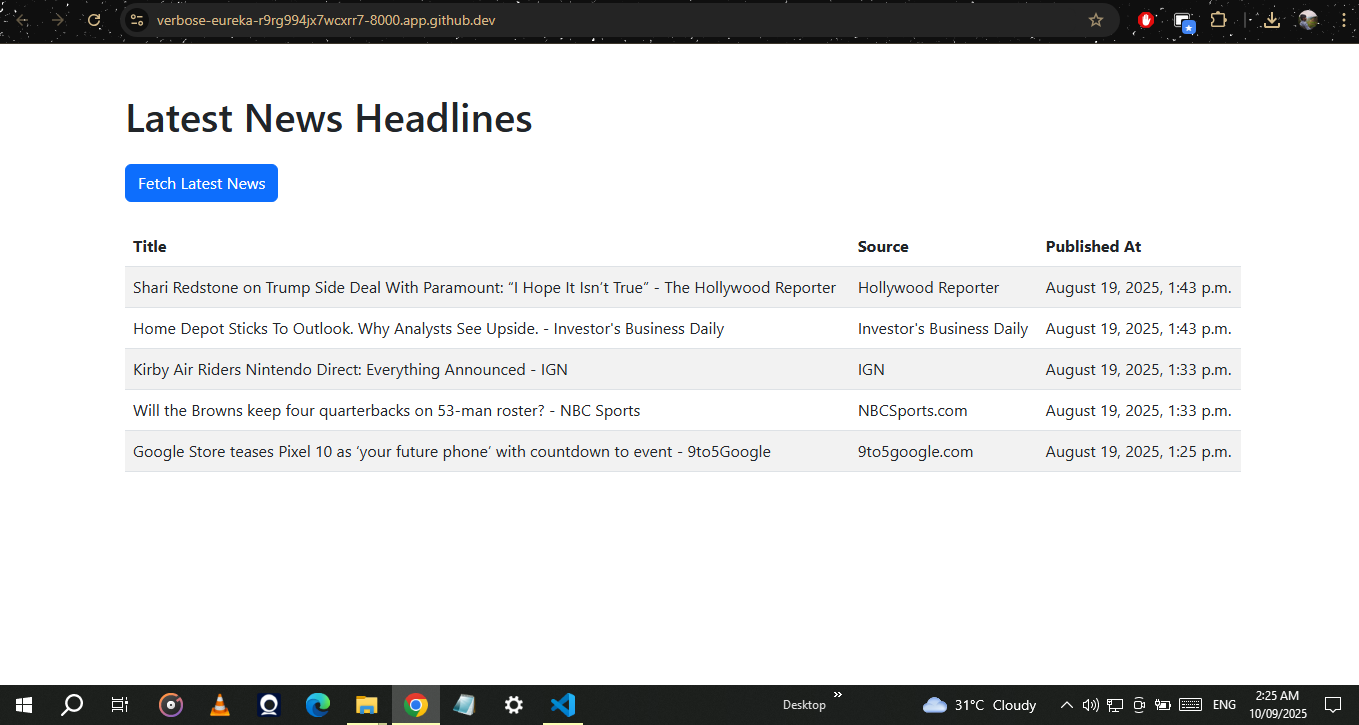 verbose-eureka-r9rg994jx7wcxrr7-8000.app.github.dev
Latest News Headlines
Fetch Latest News
Title Source Published At
Shari Redstone on Trump Side Deal With Paramount: “I Hope It Isn’t True” - The Hollywood Reporter Hollywood Reporter August 19, 2025, 1:43 p.m.
Home Depot Sticks To Outlook. Why Analysts See Upside. - Investor's Business Daily Investor's Business Daily August 19, 2025, 1:43 p.m.
Kirby Air Riders Nintendo Direct: Everything Announced - IGN IGN August 19, 2025, 1:33 p.m.
Will the Browns keep four quarterbacks on 53-man roster? - NBC Sports NBCSports.com August 19, 2025, 1:33 p.m.
Google Store teases Pixel 10 as ‘your future phone’ with countdown to event - 9to5Google 9to5google.com August 19, 2025, 1:25 p.m.
Desktop » 31°C Cloudy ENG 2:25 AM
10/09/2025